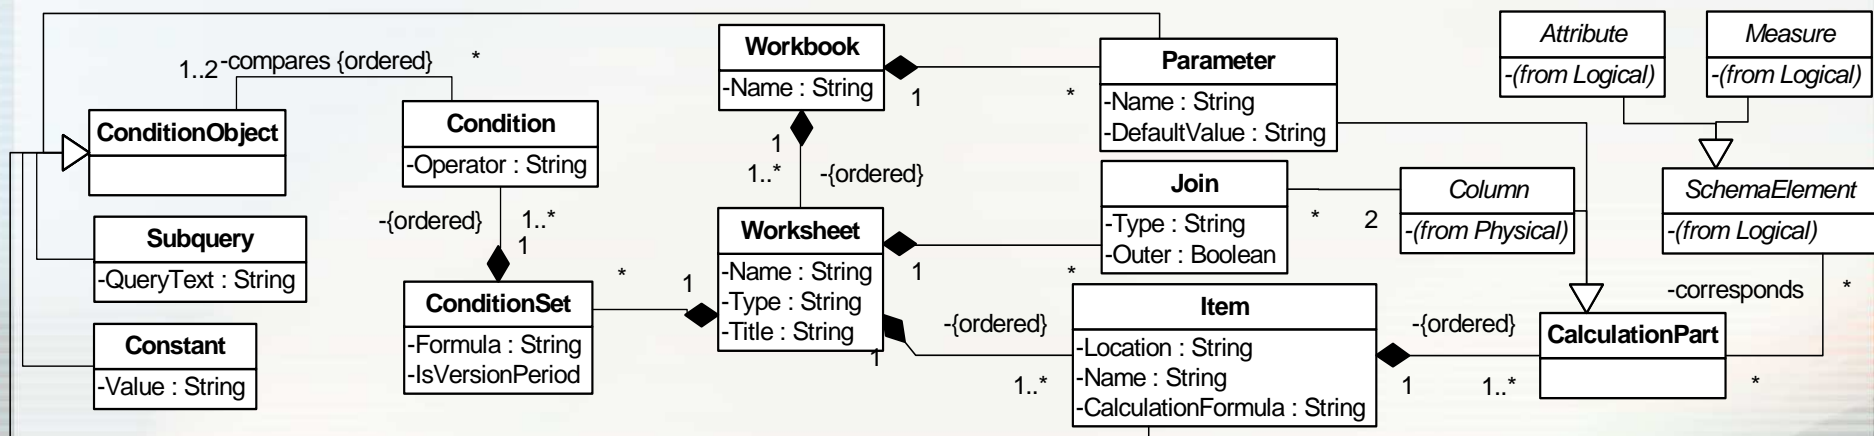 1..2
-compares {ordered}
*
ConditionObject
Condition
-Operator : String
-{ordered}
1..*
1
Subquery
-QueryText : String
Constant
-Value : String
ConditionSet
-Formula : String
-IsVersionPeriod
*
1
Workbook
-Name : String
1
*
1
1..*
-{ordered}
Worksheet
-Name : String
-Type : String
-Title : String
1
*
1
-{ordered}
1..*
Parameter
-Name : String
-DefaultValue : String
Join
-Type : String
-Outer : Boolean
*
2
Column
-(from Physical)
Item
-Location : String
-Name : String
-CalculationFormula : String
-{ordered}
1
1..*
Attribute
-(from Logical)
Measure
-(from Logical)
SchemaElement
-(from Logical)
-corresponds
*
CalculationPart
*